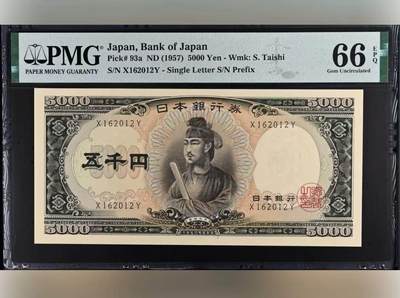 PMG
PAPER MONEY GUARANTY
Japan, Bank of Japan
Pick# 93a ND (1957) 5000 Yen - Wmk: S. Taishi
S/N X162012Y - Single Letter S/N Prefix
66 EPQ
Gem Uncirculated
5000 5000
日本銀行券
X162012Y X162012Y
五千円
日本銀行
X162012Y
5000 5000